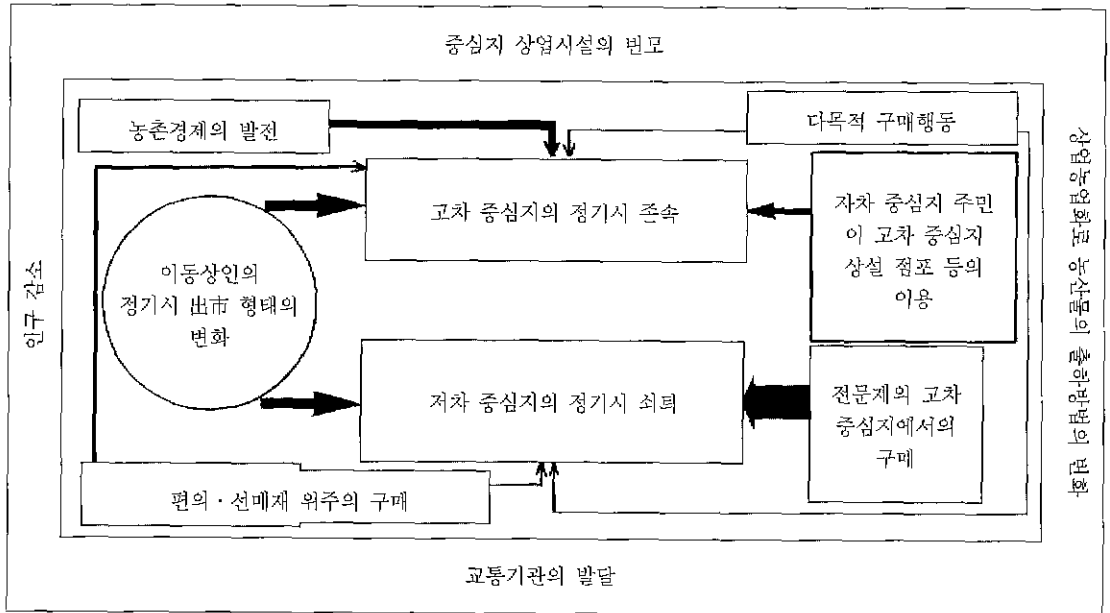 중심지 상업시설의 변모
농촌경제의 발전
다목적 구매행동
고차 중심지의 정기시 존속
자차 중심지 주민
이 고차 중심지
상설 점포 등의
이용
이동상인의
정기시 出市 형태의
변화
인구 감소
상업농업화로 농산물의 출하방법의 변화
저차 중심지의 정기시 쇠퇴
전문제의 고차
중심지에서의
구매
편의·선매재 위주의 구매
교통기관의 발달